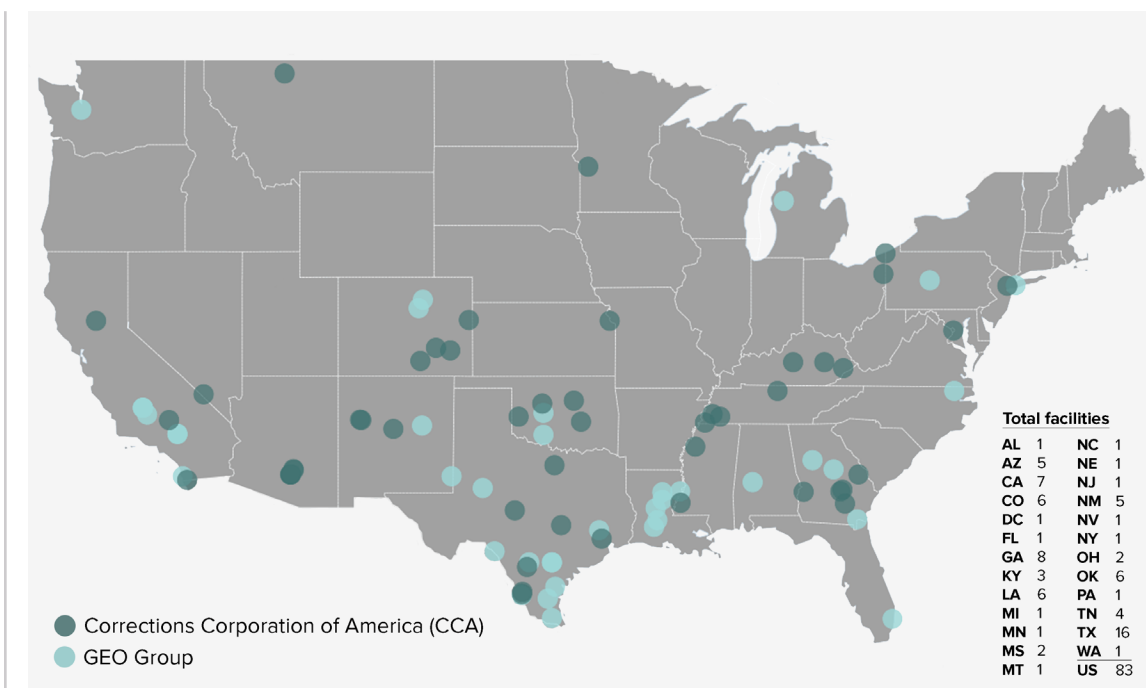 Total facilities
AL 1 NC 1
AZ 5 NE 1
CA 7 NJ 1
CO 6 NM 5
DC 1 NV 1
FL 1 NY 1
GA 8 OH 2
KY 3 OK 6
LA 6 PA 1
MI 1 TN 4
MN 1 TX 16
MS 2 WA 1
MT 1 US 83
Corrections Corporation of America (CCA)
GEO Group